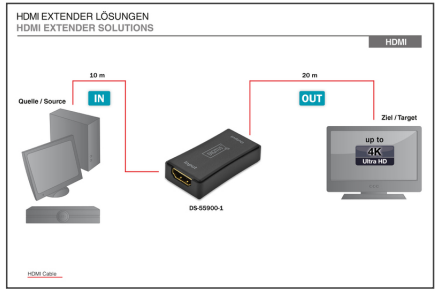 HDMI EXTENDER LÖSUNGEN
HDMI EXTENDER SOLUTIONS
HDMI
10 m
20 m
IN
OUT
Quelle / Source
Ziel / Target
up to
4K
Ultra HD
Input
DS-55900-1
HDMI Cable